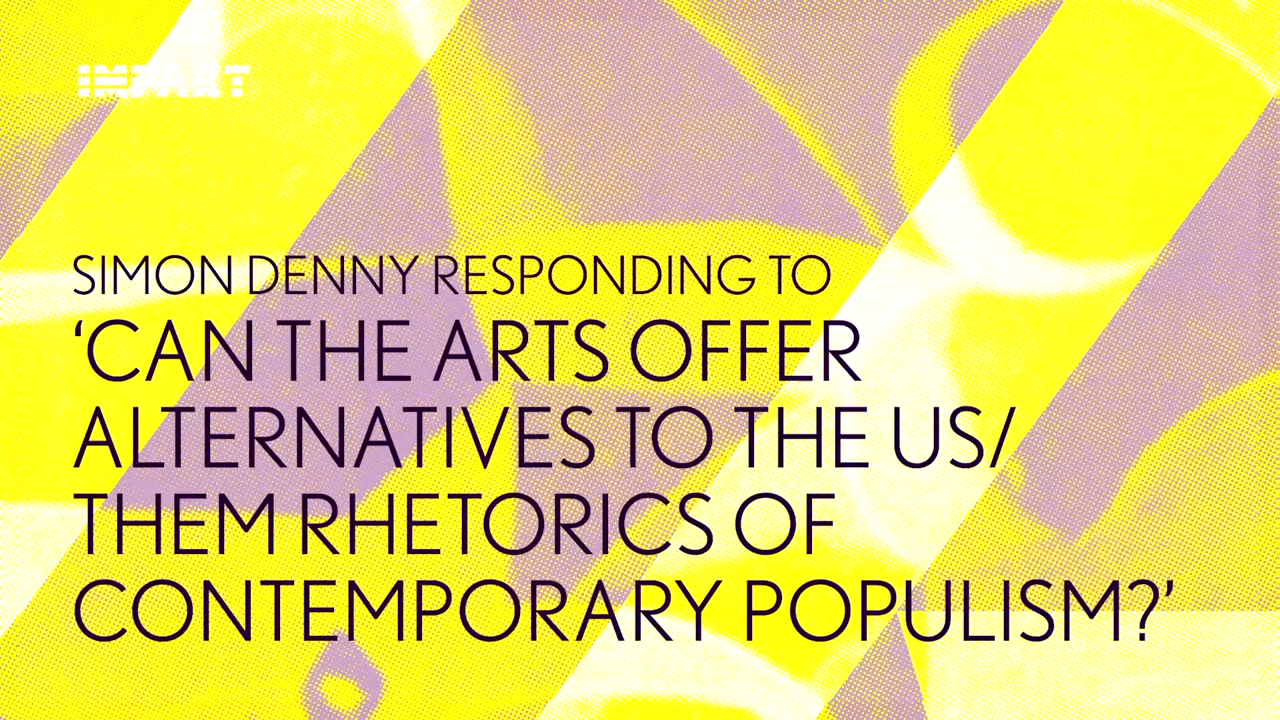 IMPAKT
SIMON DENNY RESPONDING TO
‘CAN THE ARTS OFFER
ALTERNATIVES TO THE US/
THEM RHETORICS OF
CONTEMPORARY POPULISM?’